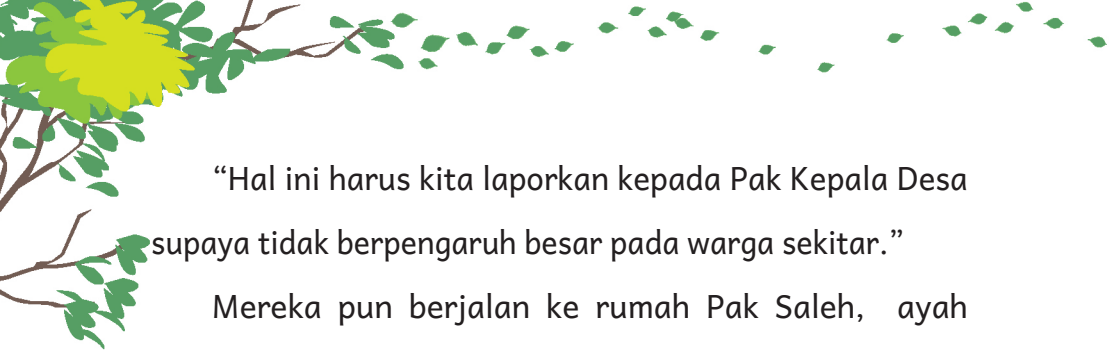 “Hal ini harus kita laporkan kepada Pak Kepala Desa
supaya tidak berpengaruh besar pada warga sekitar.”
Mereka pun berjalan ke rumah Pak Saleh, ayah